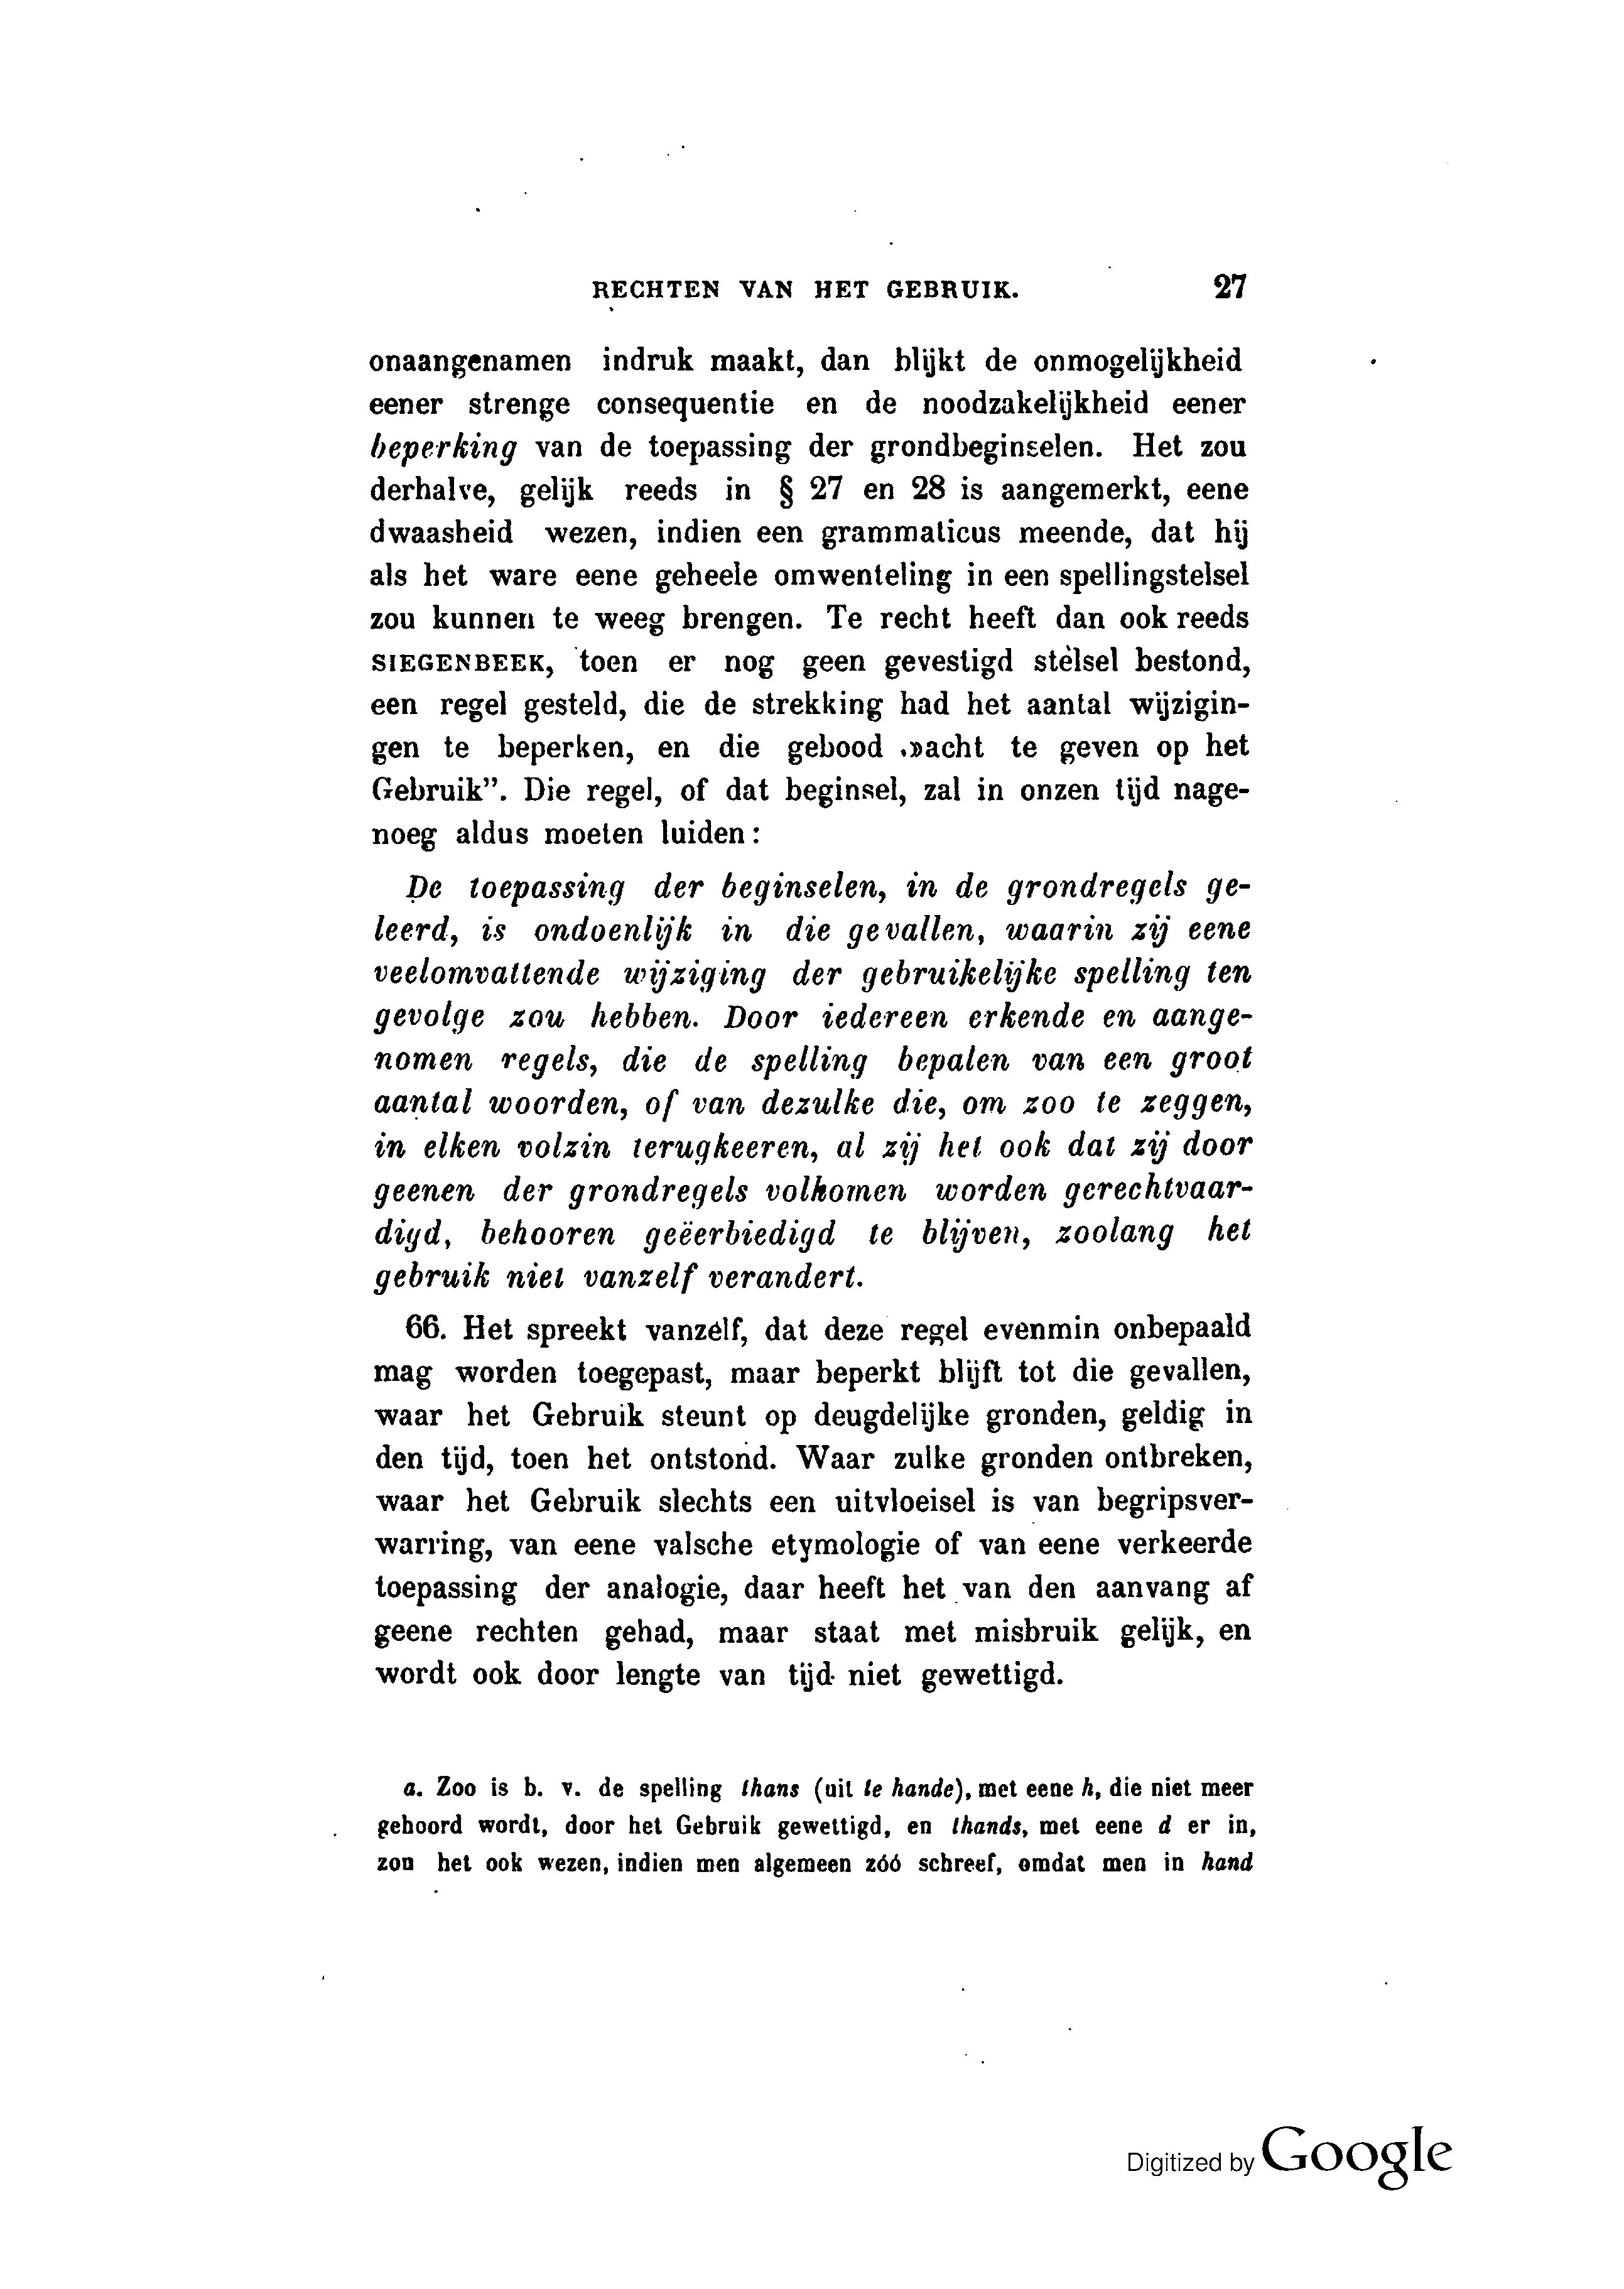 RECHTEN VAN HET GEBRUIK. 27
onaangenamen indruk maakt, dan blijkt de onmogelijkheid
eener strenge consequentie en de noodzakelijkheid eener
beperking van de toepassing der grondbeginselen. Het zou
derhalve, gelijk reeds in § 27 en 28 is aangemerkt, eene
dwaasheid wezen, indien een grammaticus meende, dat hij
als het ware eene geheele omwenteling in een spellingstelsel
zou kunnen te weeg brengen. Te recht heeft dan ook reeds
SIEGENBEEK, toen er nog geen gevestigd stelsel bestond,
een regel gesteld, die de strekking had het aantal wijzigin-
gen te beperken, en die gebood »acht te geven op het
Gebruik”. Die regel, of dat beginsel, zal in onzen tijd nage-
noeg aldus moeten luiden:
De toepassing der beginselen, in de grondregels ge-
leerd, is ondoenlijk in die gevallen, waarin zij eene
veelomvattende wijziging der gebruikelijke spelling ten
gevolge zou hebben. Door iedereen erkende en aange-
nomen regels, die de spelling bepalen van een groot
aantal woorden, of van dezulke die, om zoo te zeggen,
in elken volzin terugkeeren, al zij het ook dat zij door
geenen der grondregels volkomen worden gerechtvaar-
digd, behooren geëerbiedigd te blijven, zoolang het
gebruik niet vanzelf verandert.
66. Het spreekt vanzelf, dat deze regel evenmin onbepaald
mag worden toegepast, maar beperkt blijft tot die gevallen,
waar het Gebruik steunt op deugdelijke gronden, geldig in
den tijd, toen het ontstond. Waar zulke gronden ontbreken,
waar het Gebruik slechts een uitvloeisel is van begripsver-
warring, van eene valsche etymologie of van eene verkeerde
toepassing der analogie, daar heeft het van den aanvang af
geene rechten gehad, maar staat met misbruik gelijk, en
wordt ook door lengte van tijd niet gewettigd.
a. Zoo is b. v. de spelling thans (uit te hande), met eene h, die niet meer
gehoord wordt, door het Gebruik gewettigd, en thands, met eene d er in,
zou het ook wezen, indien men algemeen zóó schreef, omdat men in hand
Digitized by Google